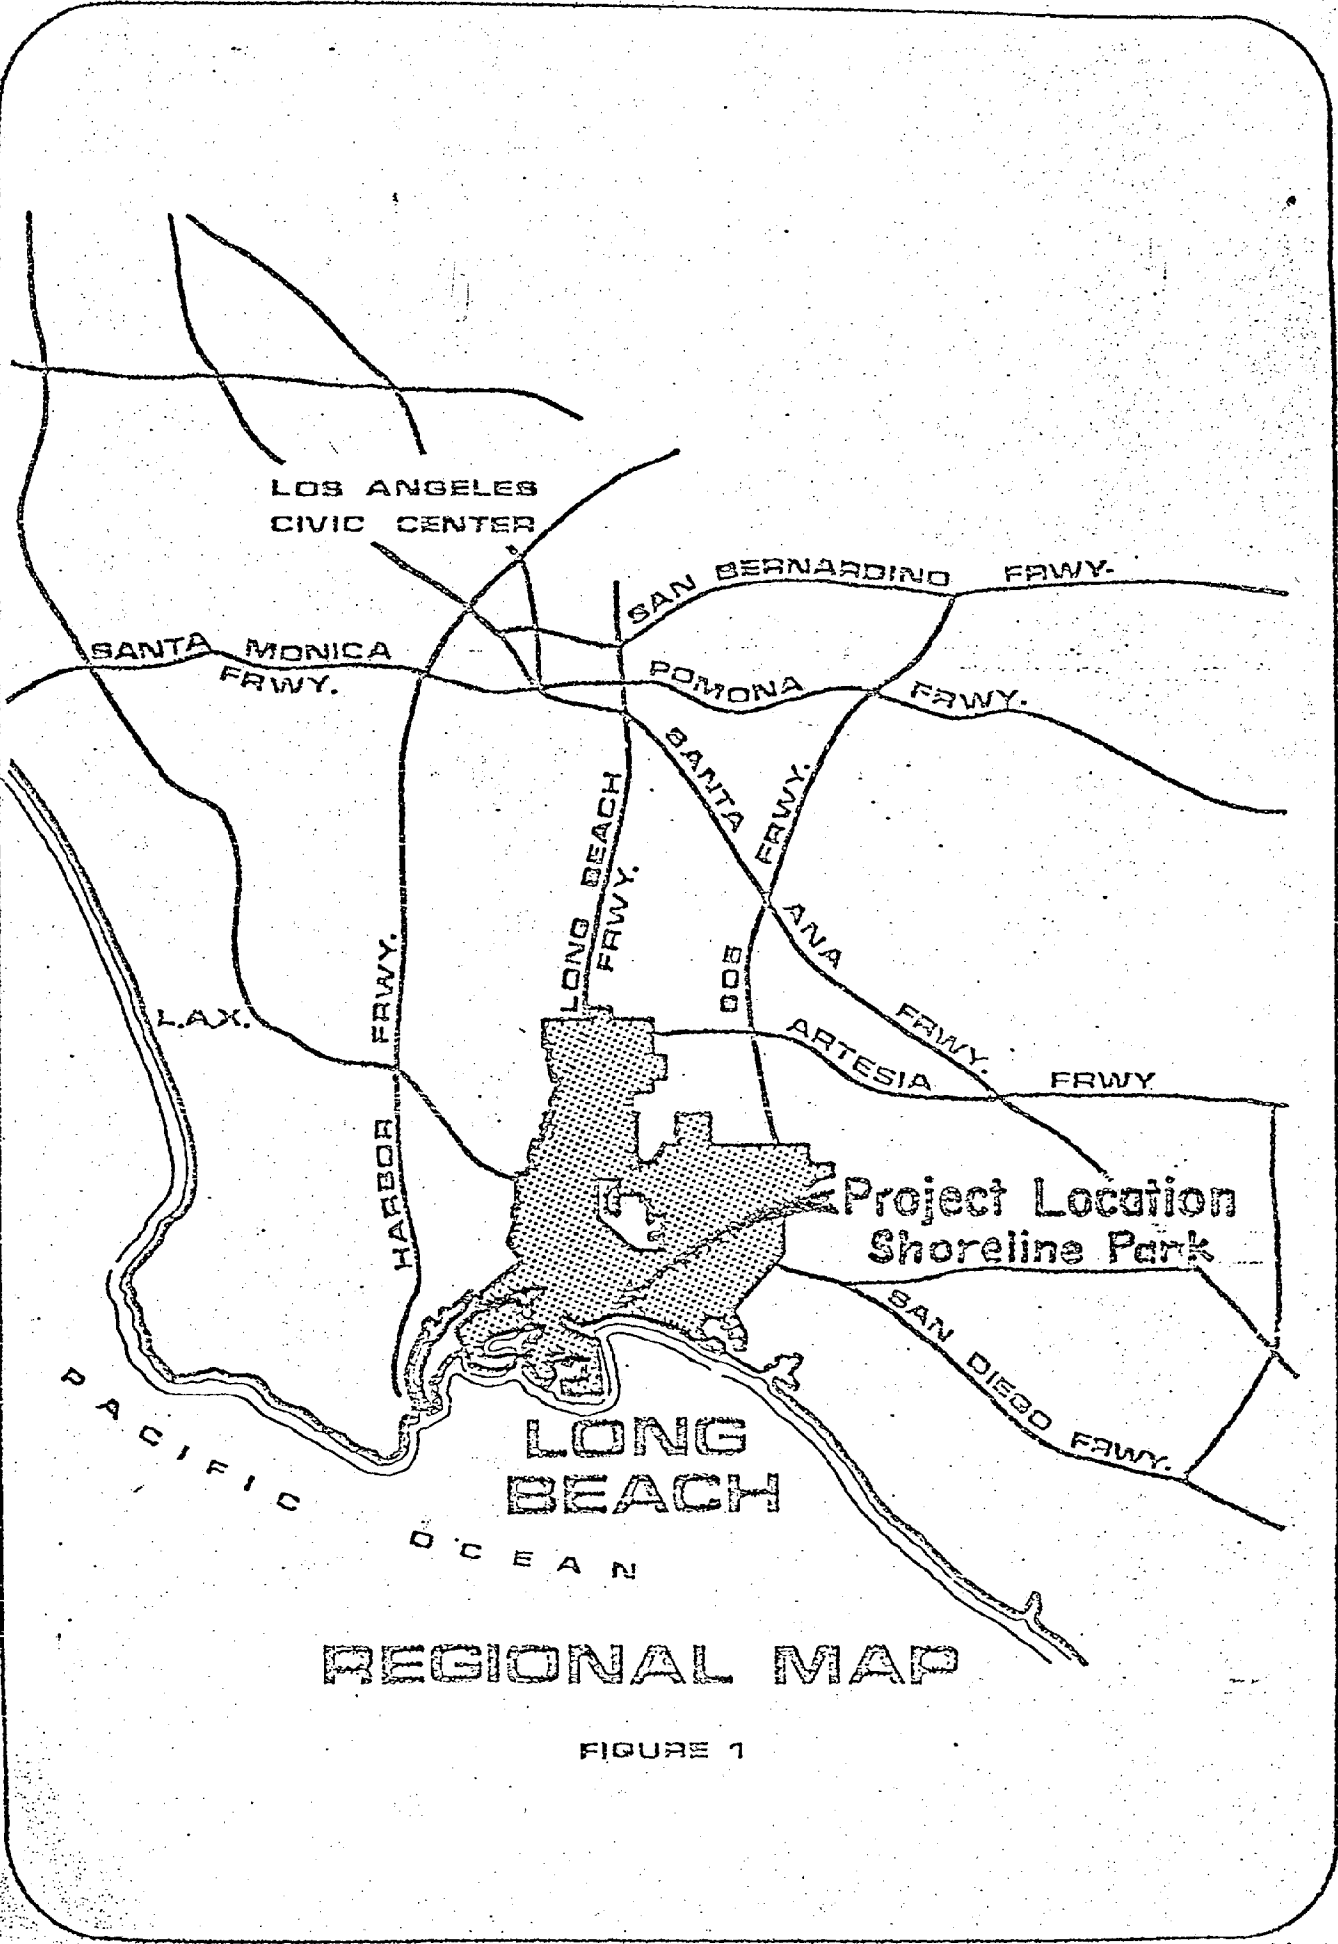 LOS ANGELES
CIVIC CENTER
SAN BERNARDINO FRWY.
SANTA MONICA
FRWY.
POMONA FRWY.
SANTA ANA FRWY.
LONG BEACH
FRWY.
605 FRWY.
HARBOR FRWY.
L.A.X.
ARTESIA FRWY
Project Location
Shoreline Park
SAN DIEGO FRWY.
PACIFIC OCEAN
LONG
BEACH
REGIONAL MAP
FIGURE 1